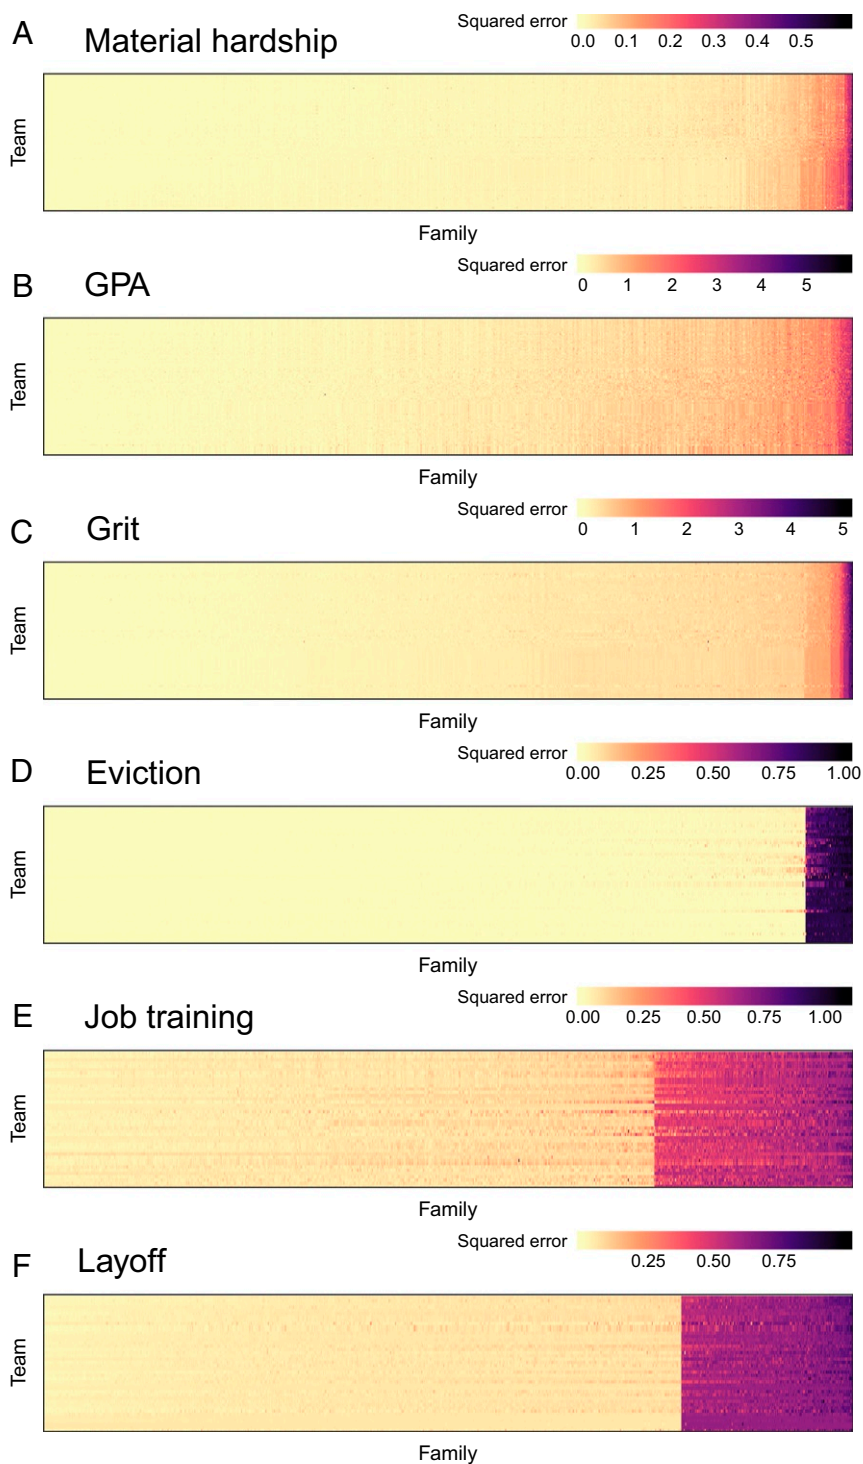 A
Material hardship
Squared error
0.0 0.1 0.2 0.3 0.4 0.5
Team
Family
B
GPA
Squared error
0 1 2 3 4 5
Team
Family
C
Grit
Squared error
0 1 2 3 4 5
Team
Family
D
Eviction
Squared error
0.00 0.25 0.50 0.75 1.00
Team
Family
E
Job training
Squared error
0.00 0.25 0.50 0.75 1.00
Team
Family
F
Layoff
Squared error
0.25 0.50 0.75
Team
Family